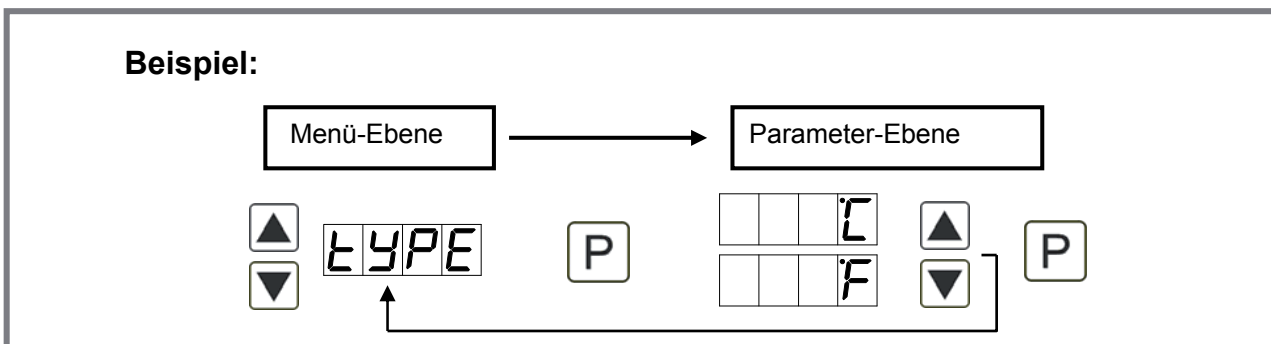 Beispiel:
Menü-Ebene
Parameter-Ebene
tYPE
P
°C
°F
P